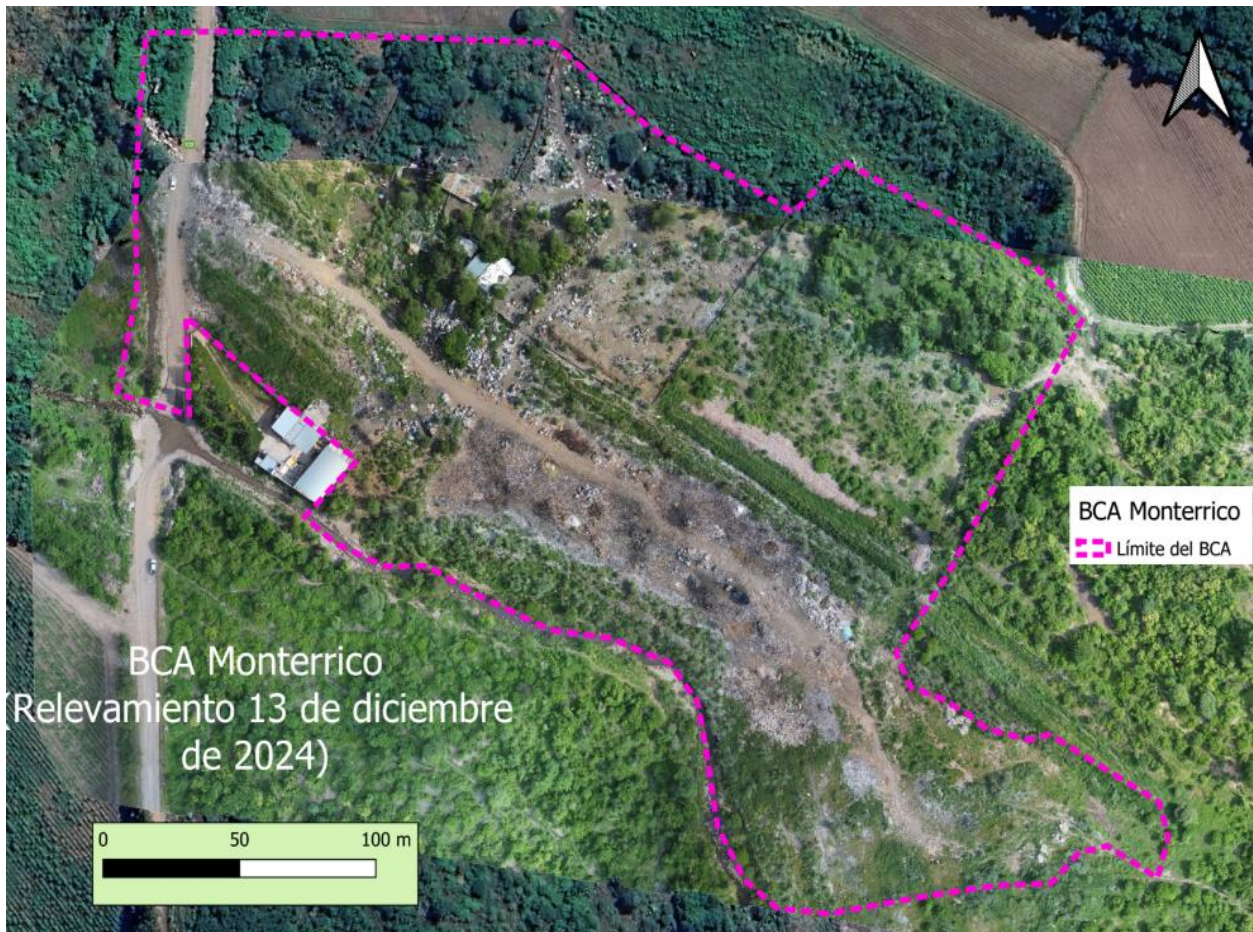 BCA Monterrico
Límite del BCA
BCA Monterrico
(Relevamiento 13 de diciembre
de 2024)
0 50 100 m